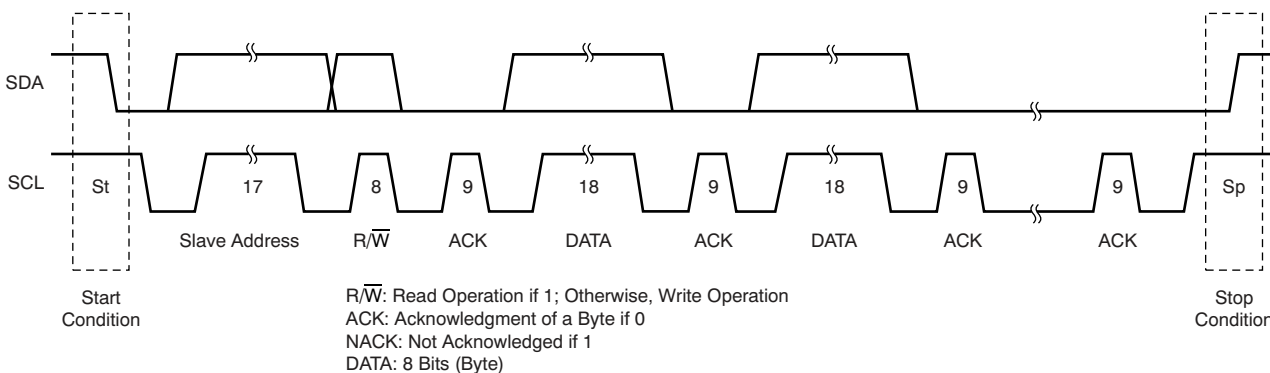 SDA
SCL
St 17 8 9 18 9 18 9 9 Sp
Slave Address R/W̅ ACK DATA ACK DATA ACK ACK
Start
Condition
Stop
Condition
R/W̅: Read Operation if 1; Otherwise, Write Operation
ACK: Acknowledgment of a Byte if 0
NACK: Not Acknowledged if 1
DATA: 8 Bits (Byte)